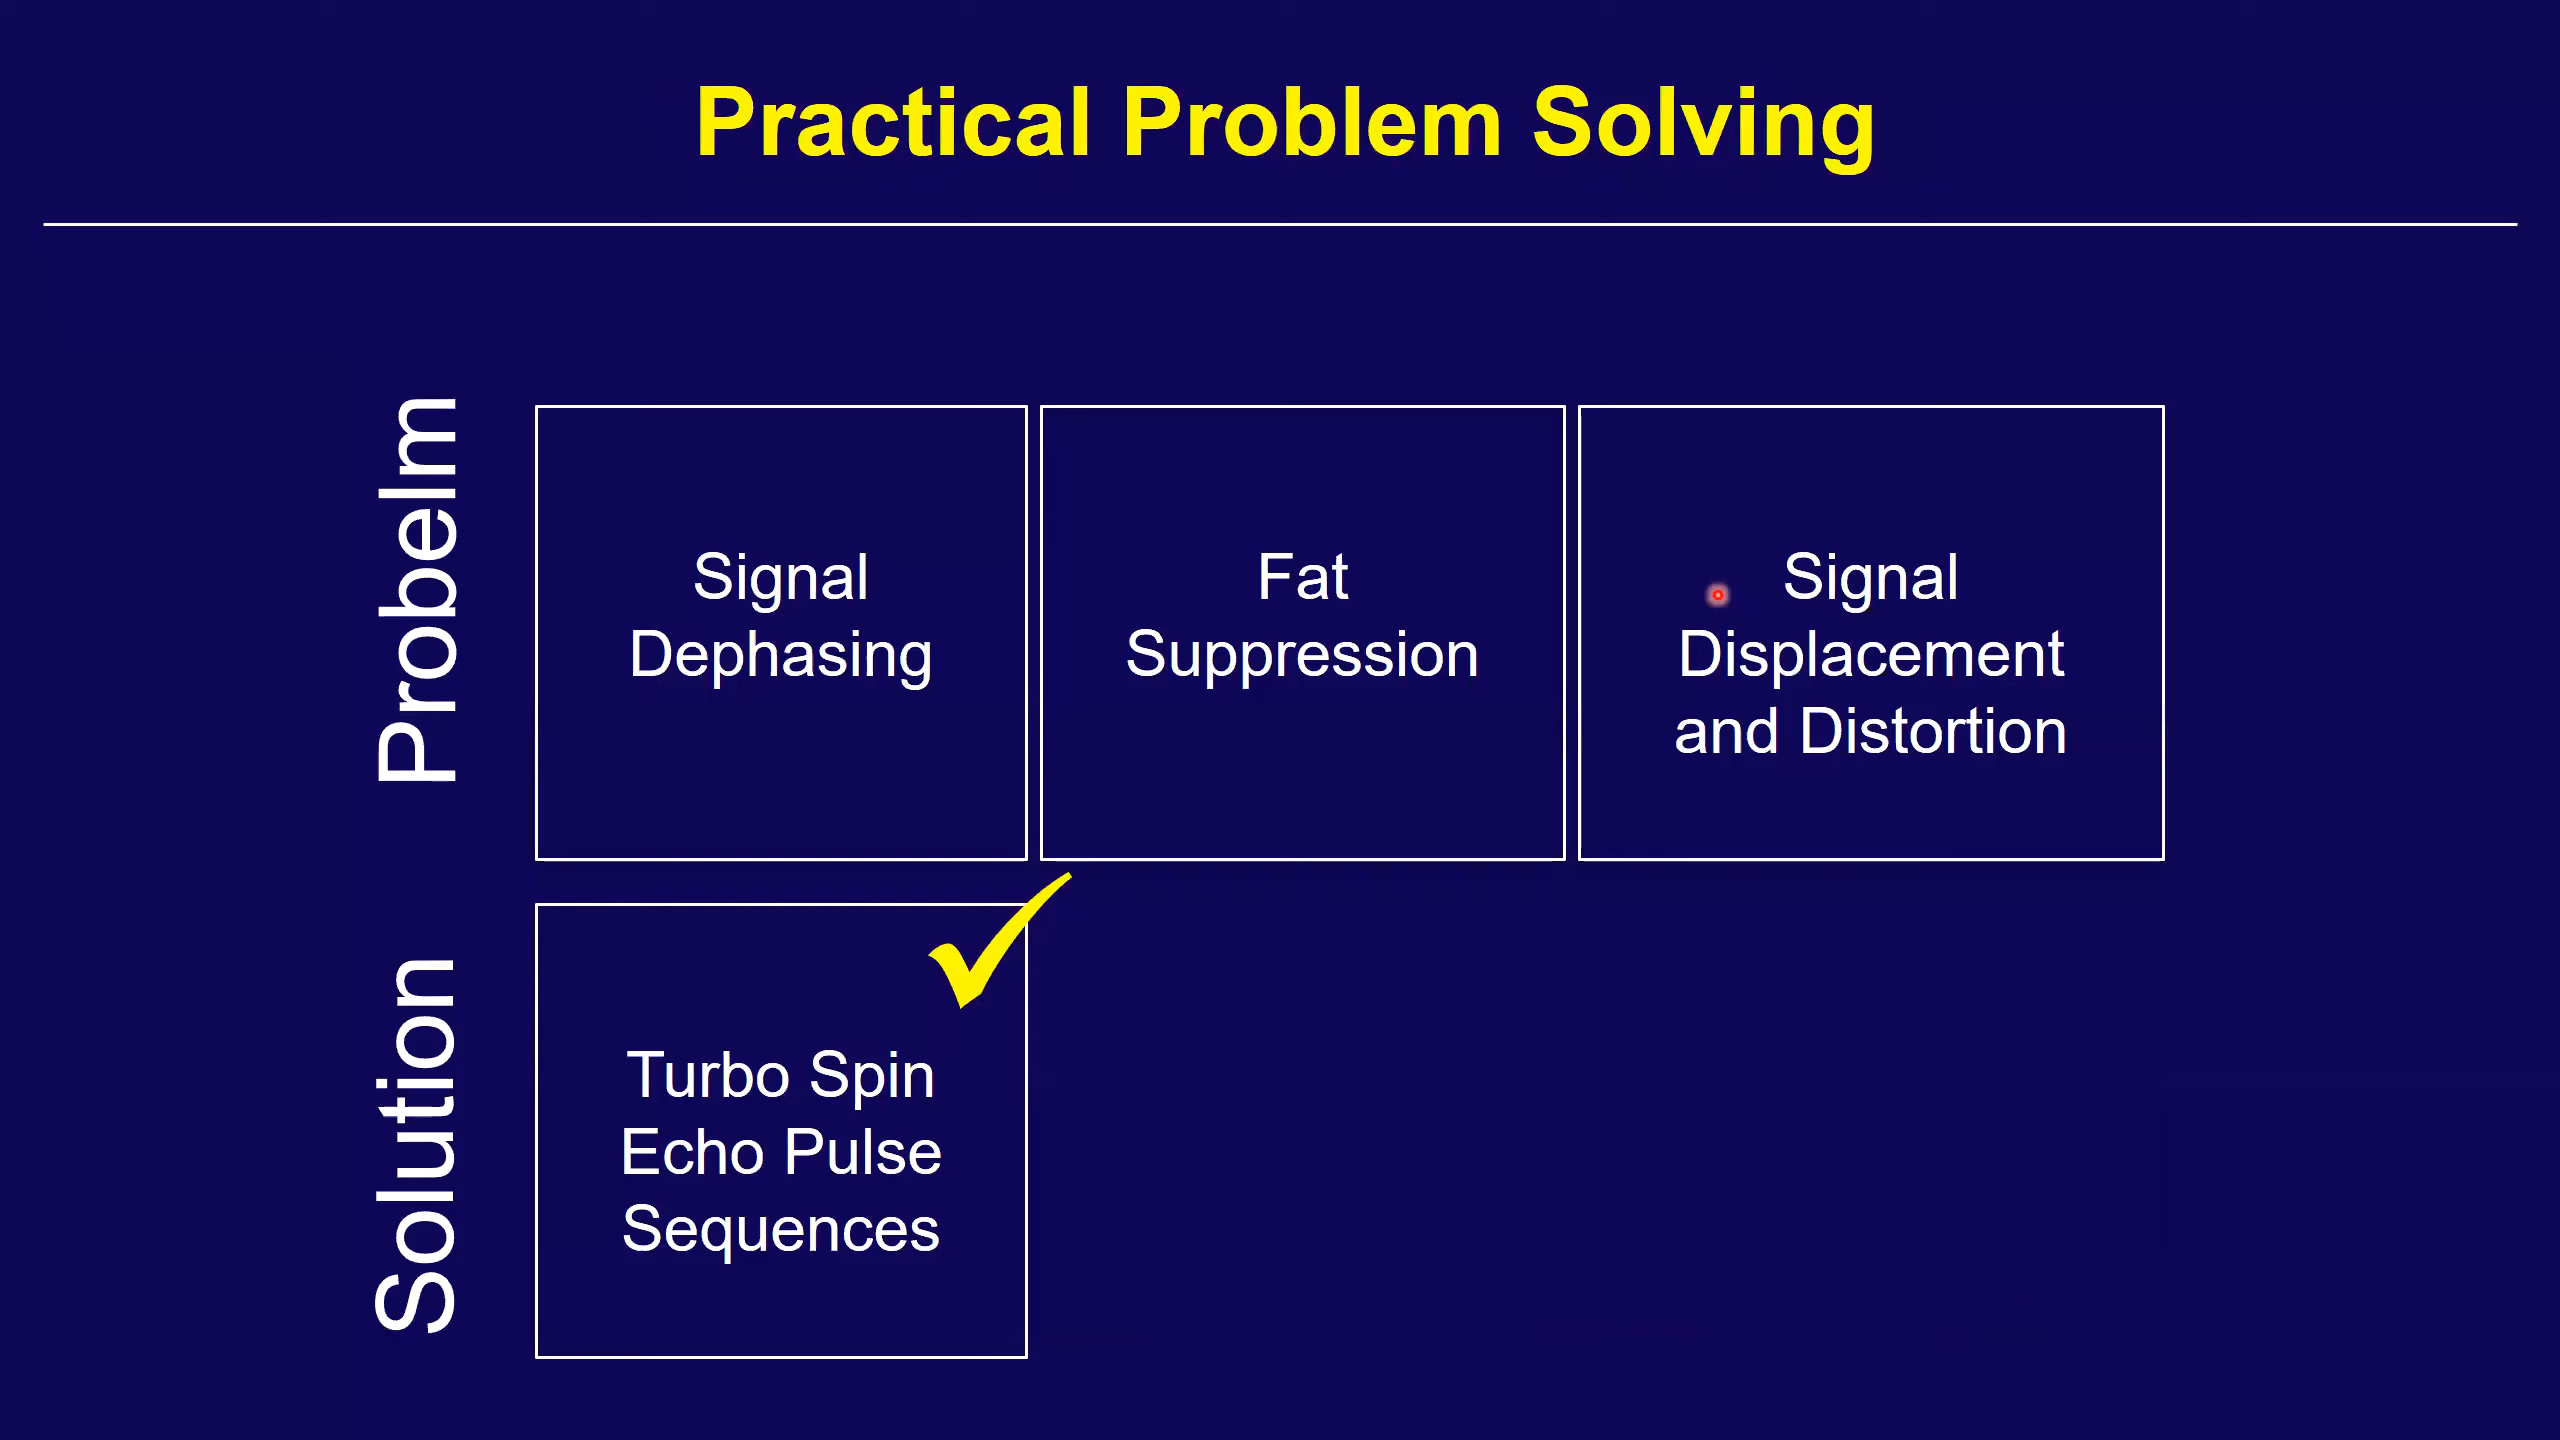 Practical Problem Solving
Probelm
Signal
Dephasing
Fat
Suppression
Signal
Displacement
and Distortion
Solution
Turbo Spin
Echo Pulse
Sequences